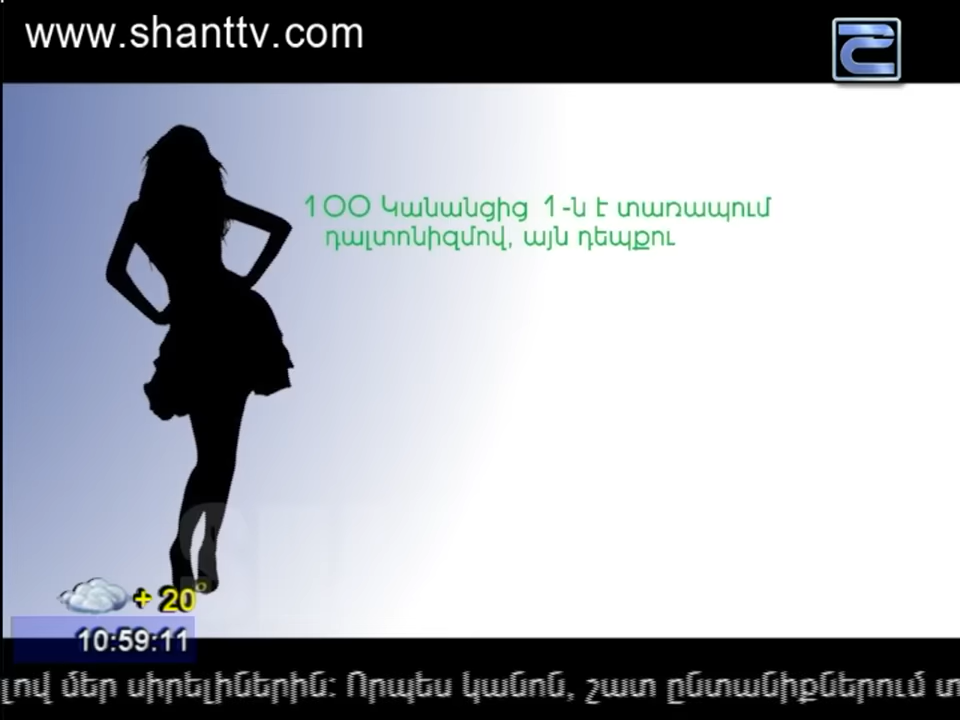 www.shanttv.com
100 Կանանցից 1-ն է տառապում
դալտոնիզմով, այն դեպքու
+ 20°
10:59:11
լով մեր սիրելիներին: Որպես կանոն, շատ ընտանիքներում տ